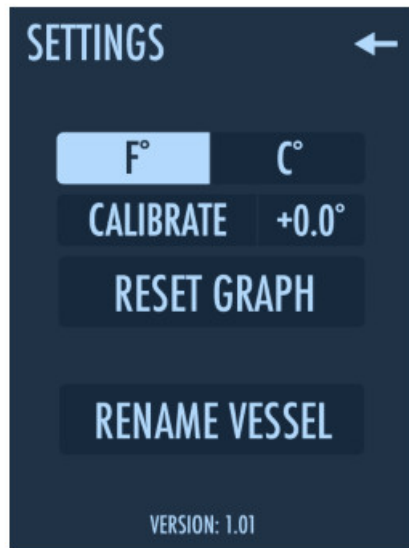 SETTINGS
F° C°
CALIBRATE +0.0°
RESET GRAPH
RENAME VESSEL
VERSION: 1.01